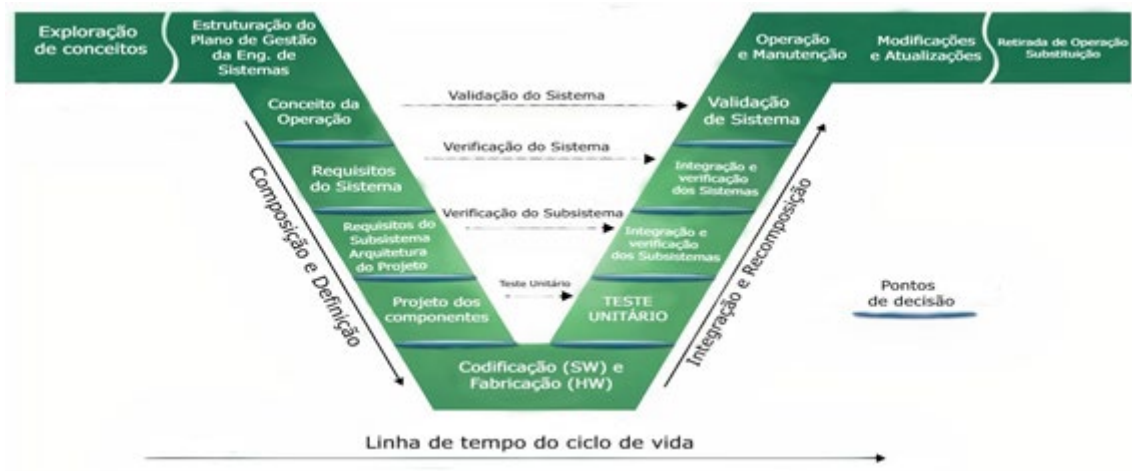 Exploração
de conceitos
Estruturação do
Plano de Gestão
da Eng. de
Sistemas
Operação
e Manutenção
Modificações
e Atualizações
Retirada de Operação
Substituição
Conceito da
Operação
Validação do Sistema
Validação
de Sistema
Requisitos
do Sistema
Verificação do Sistema
Integração e
verificação
dos Sistemas
Requisitos do
Subsistema
Arquitetura
do Projeto
Verificação do Subsistema
Integração e
verificação
dos Subsistemas
Projeto dos
componentes
Teste Unitário
TESTE
UNITÁRIO
Codificação (SW) e
Fabricação (HW)
Composição e Definição
Integração e Recomposição
Pontos
de decisão
Linha de tempo do ciclo de vida